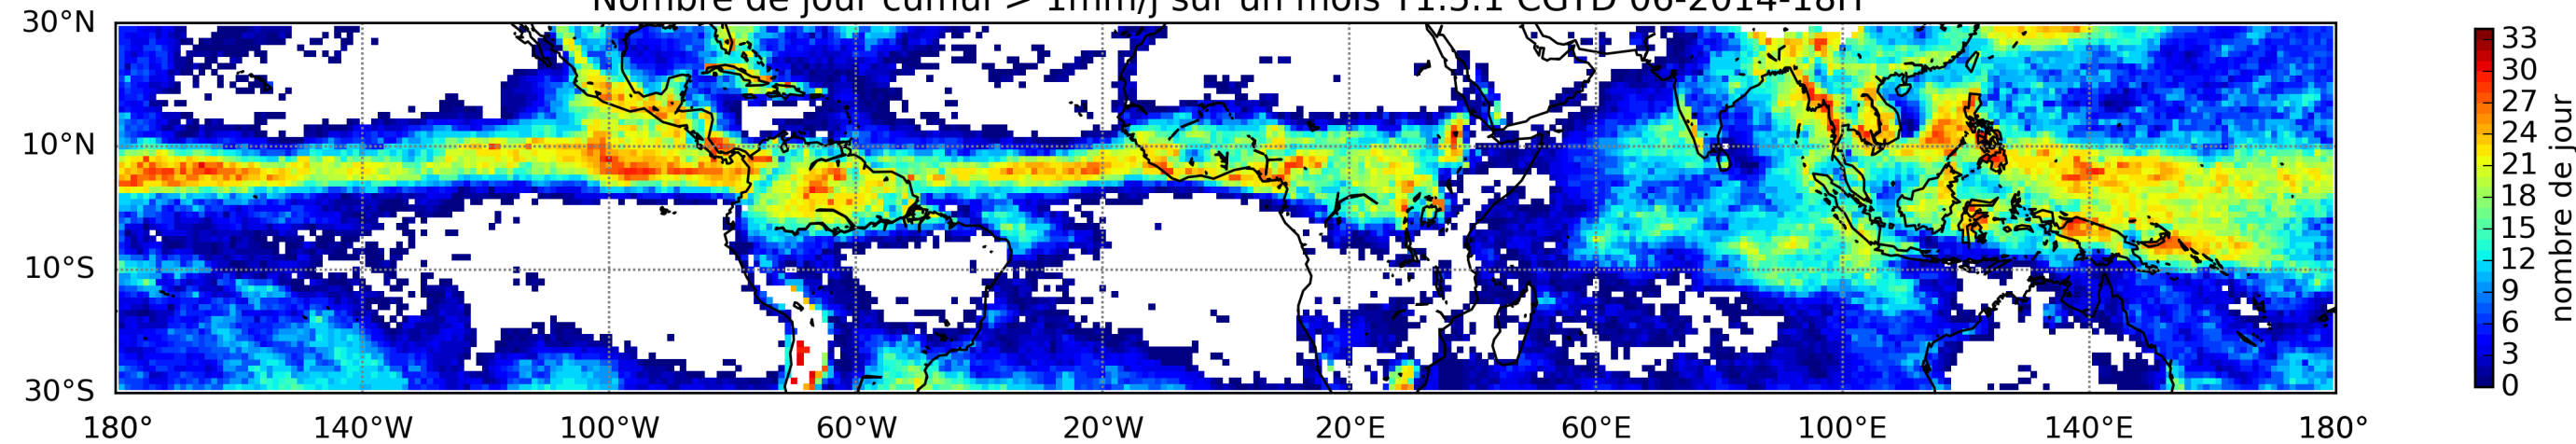 Nombre de jour cumul > 1mm/j sur un mois T1.5.1 CGTD 06-2014-18H
30°N
10°N
10°S
30°S
180° 140°W 100°W 60°W 20°W 20°E 60°E 100°E 140°E 180°
33
30
27
24
21
18
15
12
9
6
3
0
nombre de jour